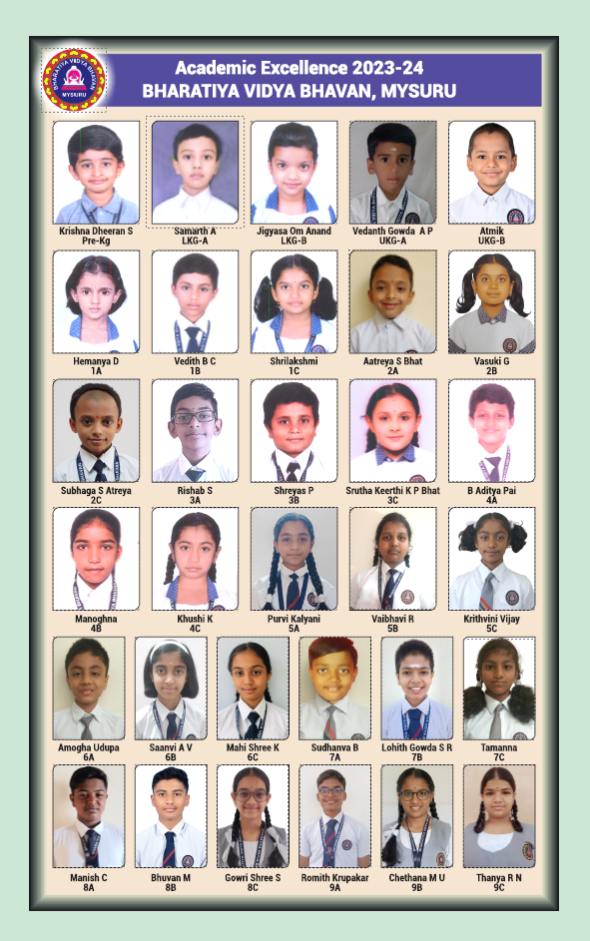 Academic Excellence 2023-24
BHARATIYA VIDYA BHAVAN, MYSURU
BHARATIYA VIDYA BHAVAN
MYSURU
Krishna Dheeran S
Pre-Kg
Samarth A
LKG-A
Jigyasa Om Anand
LKG-B
Vedanth Gowda A P
UKG-A
Atmik
UKG-B
Hemanya D
1A
Vedith B C
1B
Shrilakshmi
1C
Aatreya S Bhat
2A
Vasuki G
2B
Subhaga S Atreya
2C
Rishab S
3A
Shreyas P
3B
Srutha Keerthi K P Bhat
3C
B Aditya Pai
4A
Manoghna
4B
Khushi K
4C
Purvi Kalyani
5A
Vaibhavi R
5B
Krithvini Vijay
5C
Amogha Udupa
6A
Saanvi A V
6B
Mahi Shree K
6C
Sudhanva B
7A
Lohith Gowda S R
7B
Tamanna
7C
Manish C
8A
Bhuvan M
8B
Gowri Shree S
8C
Romith Krupakar
9A
Chethana M U
9B
Thanya R N
9C